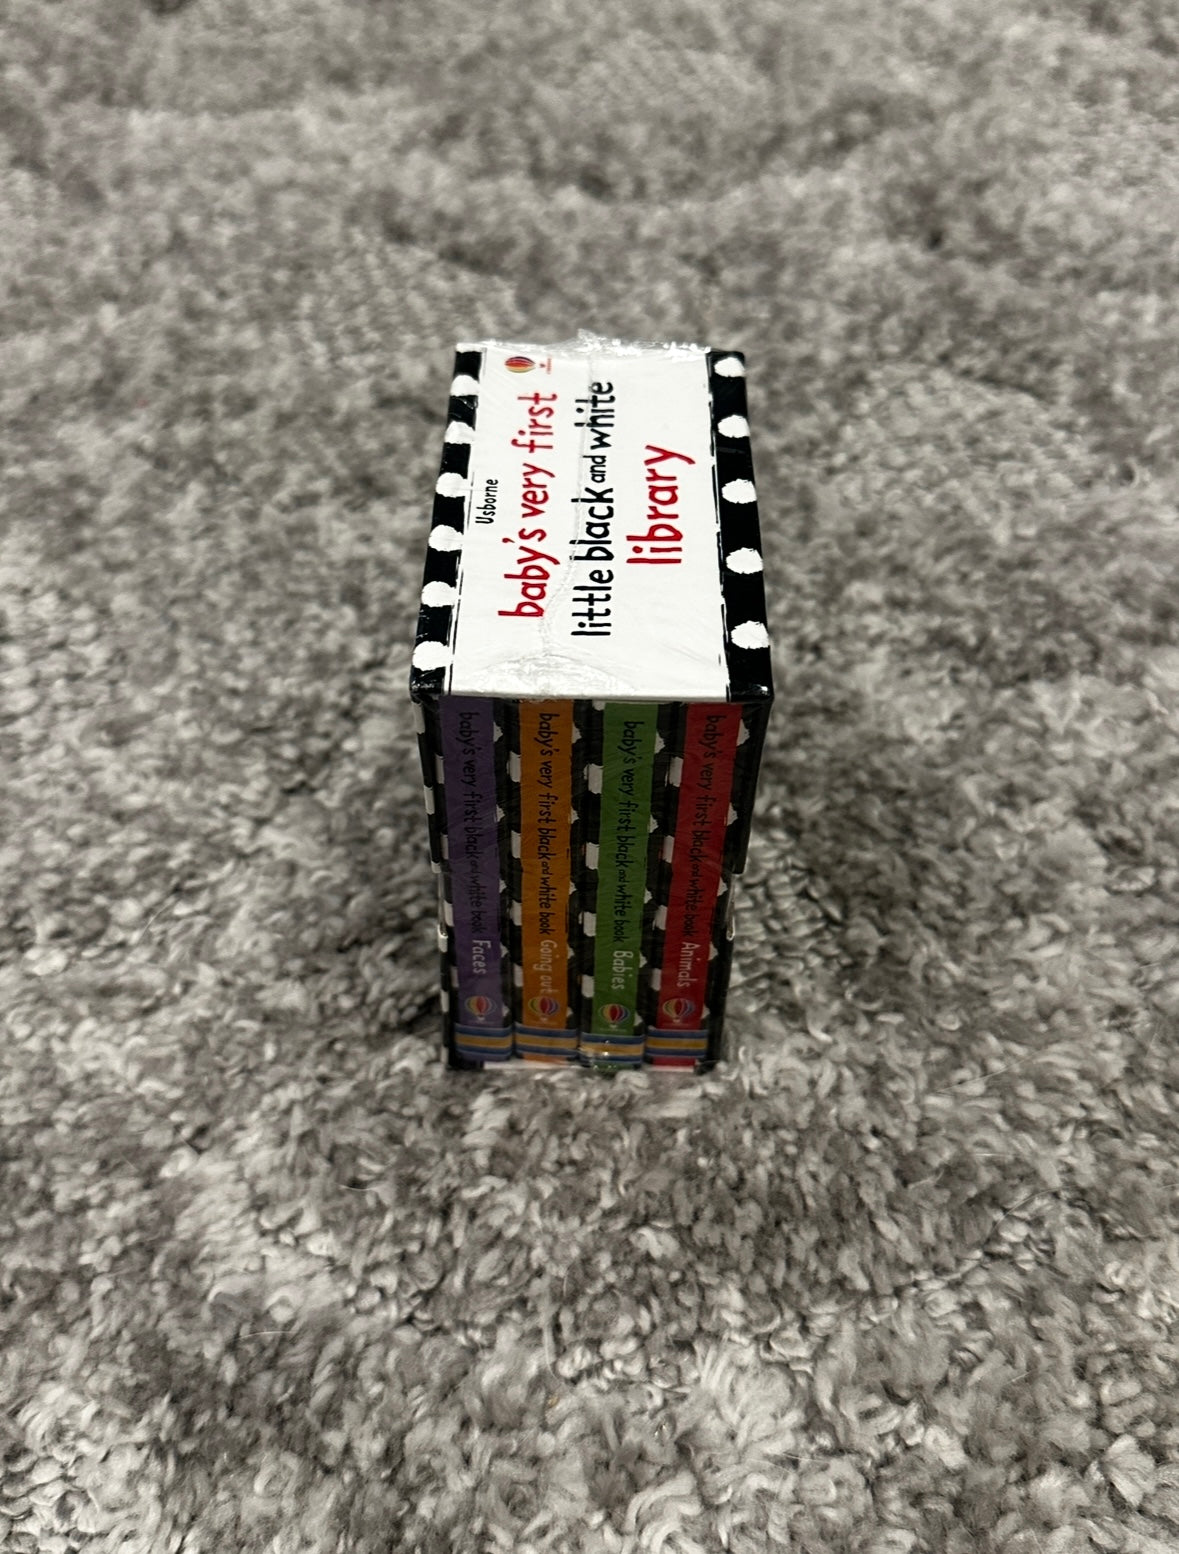 Usborne
baby's very first
little black and white
library
baby's very first black and white book Faces
baby's very first black and white book Going out
baby's very first black and white book Babies
baby's very first black and white book Animals